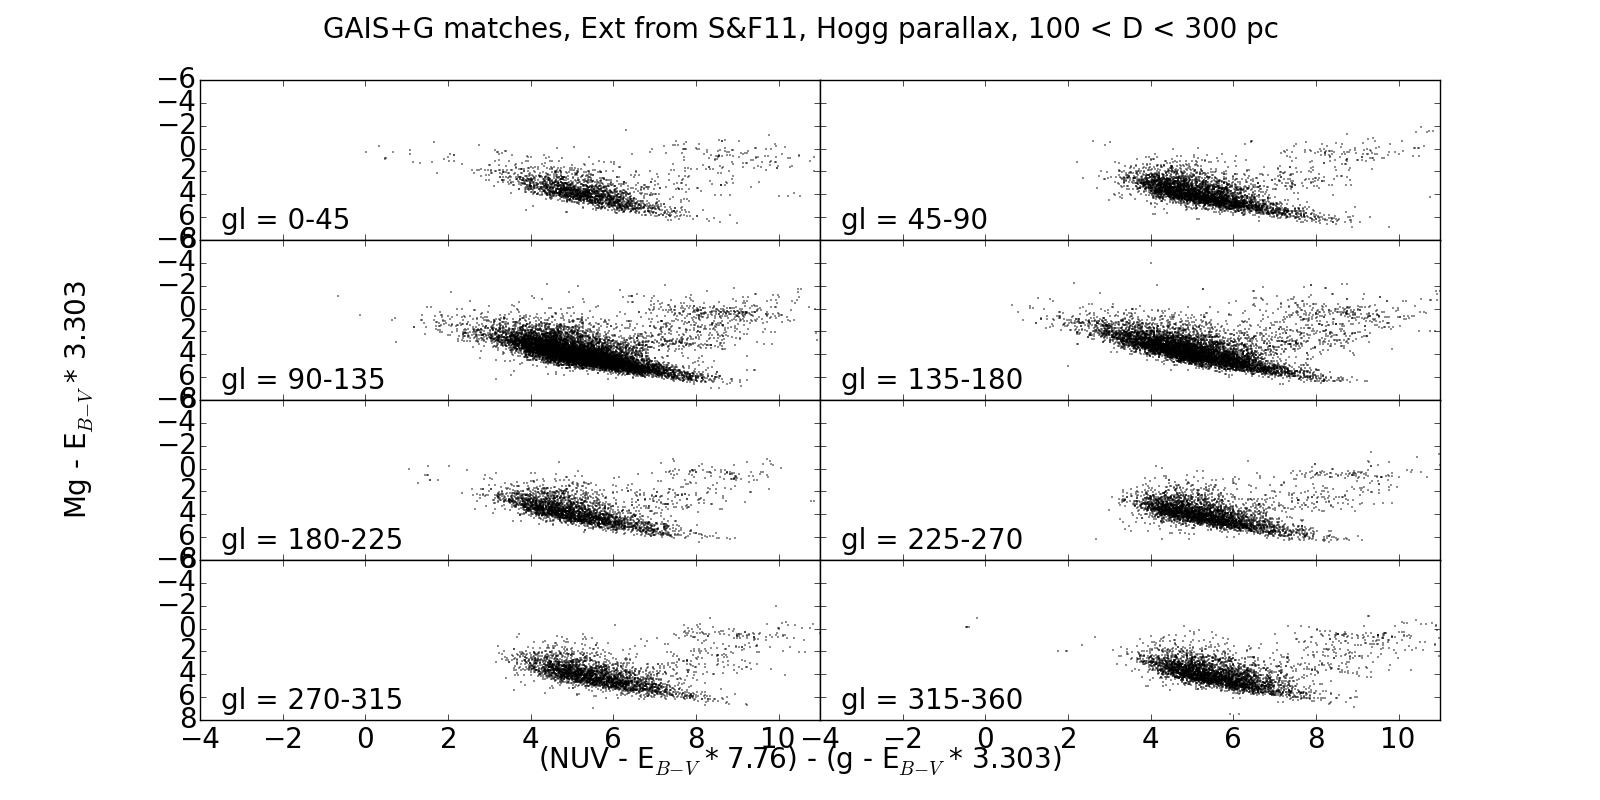 GAIS+G matches, Ext from S&F11, Hogg parallax, 100 < D < 300 pc
Mg - E_{B−V} * 3.303
−6
−4
−2
0
2
4
6
8
gl = 0-45
gl = 45-90
−6
−4
−2
0
2
4
6
8
gl = 90-135
gl = 135-180
−6
−4
−2
0
2
4
6
8
gl = 180-225
gl = 225-270
−6
−4
−2
0
2
4
6
8
gl = 270-315
gl = 315-360
−4 −2 0 2 4 6 8 10 −4 −2 0 2 4 6 8 10
(NUV - E_{B−V} * 7.76) - (g - E_{B−V} * 3.303)